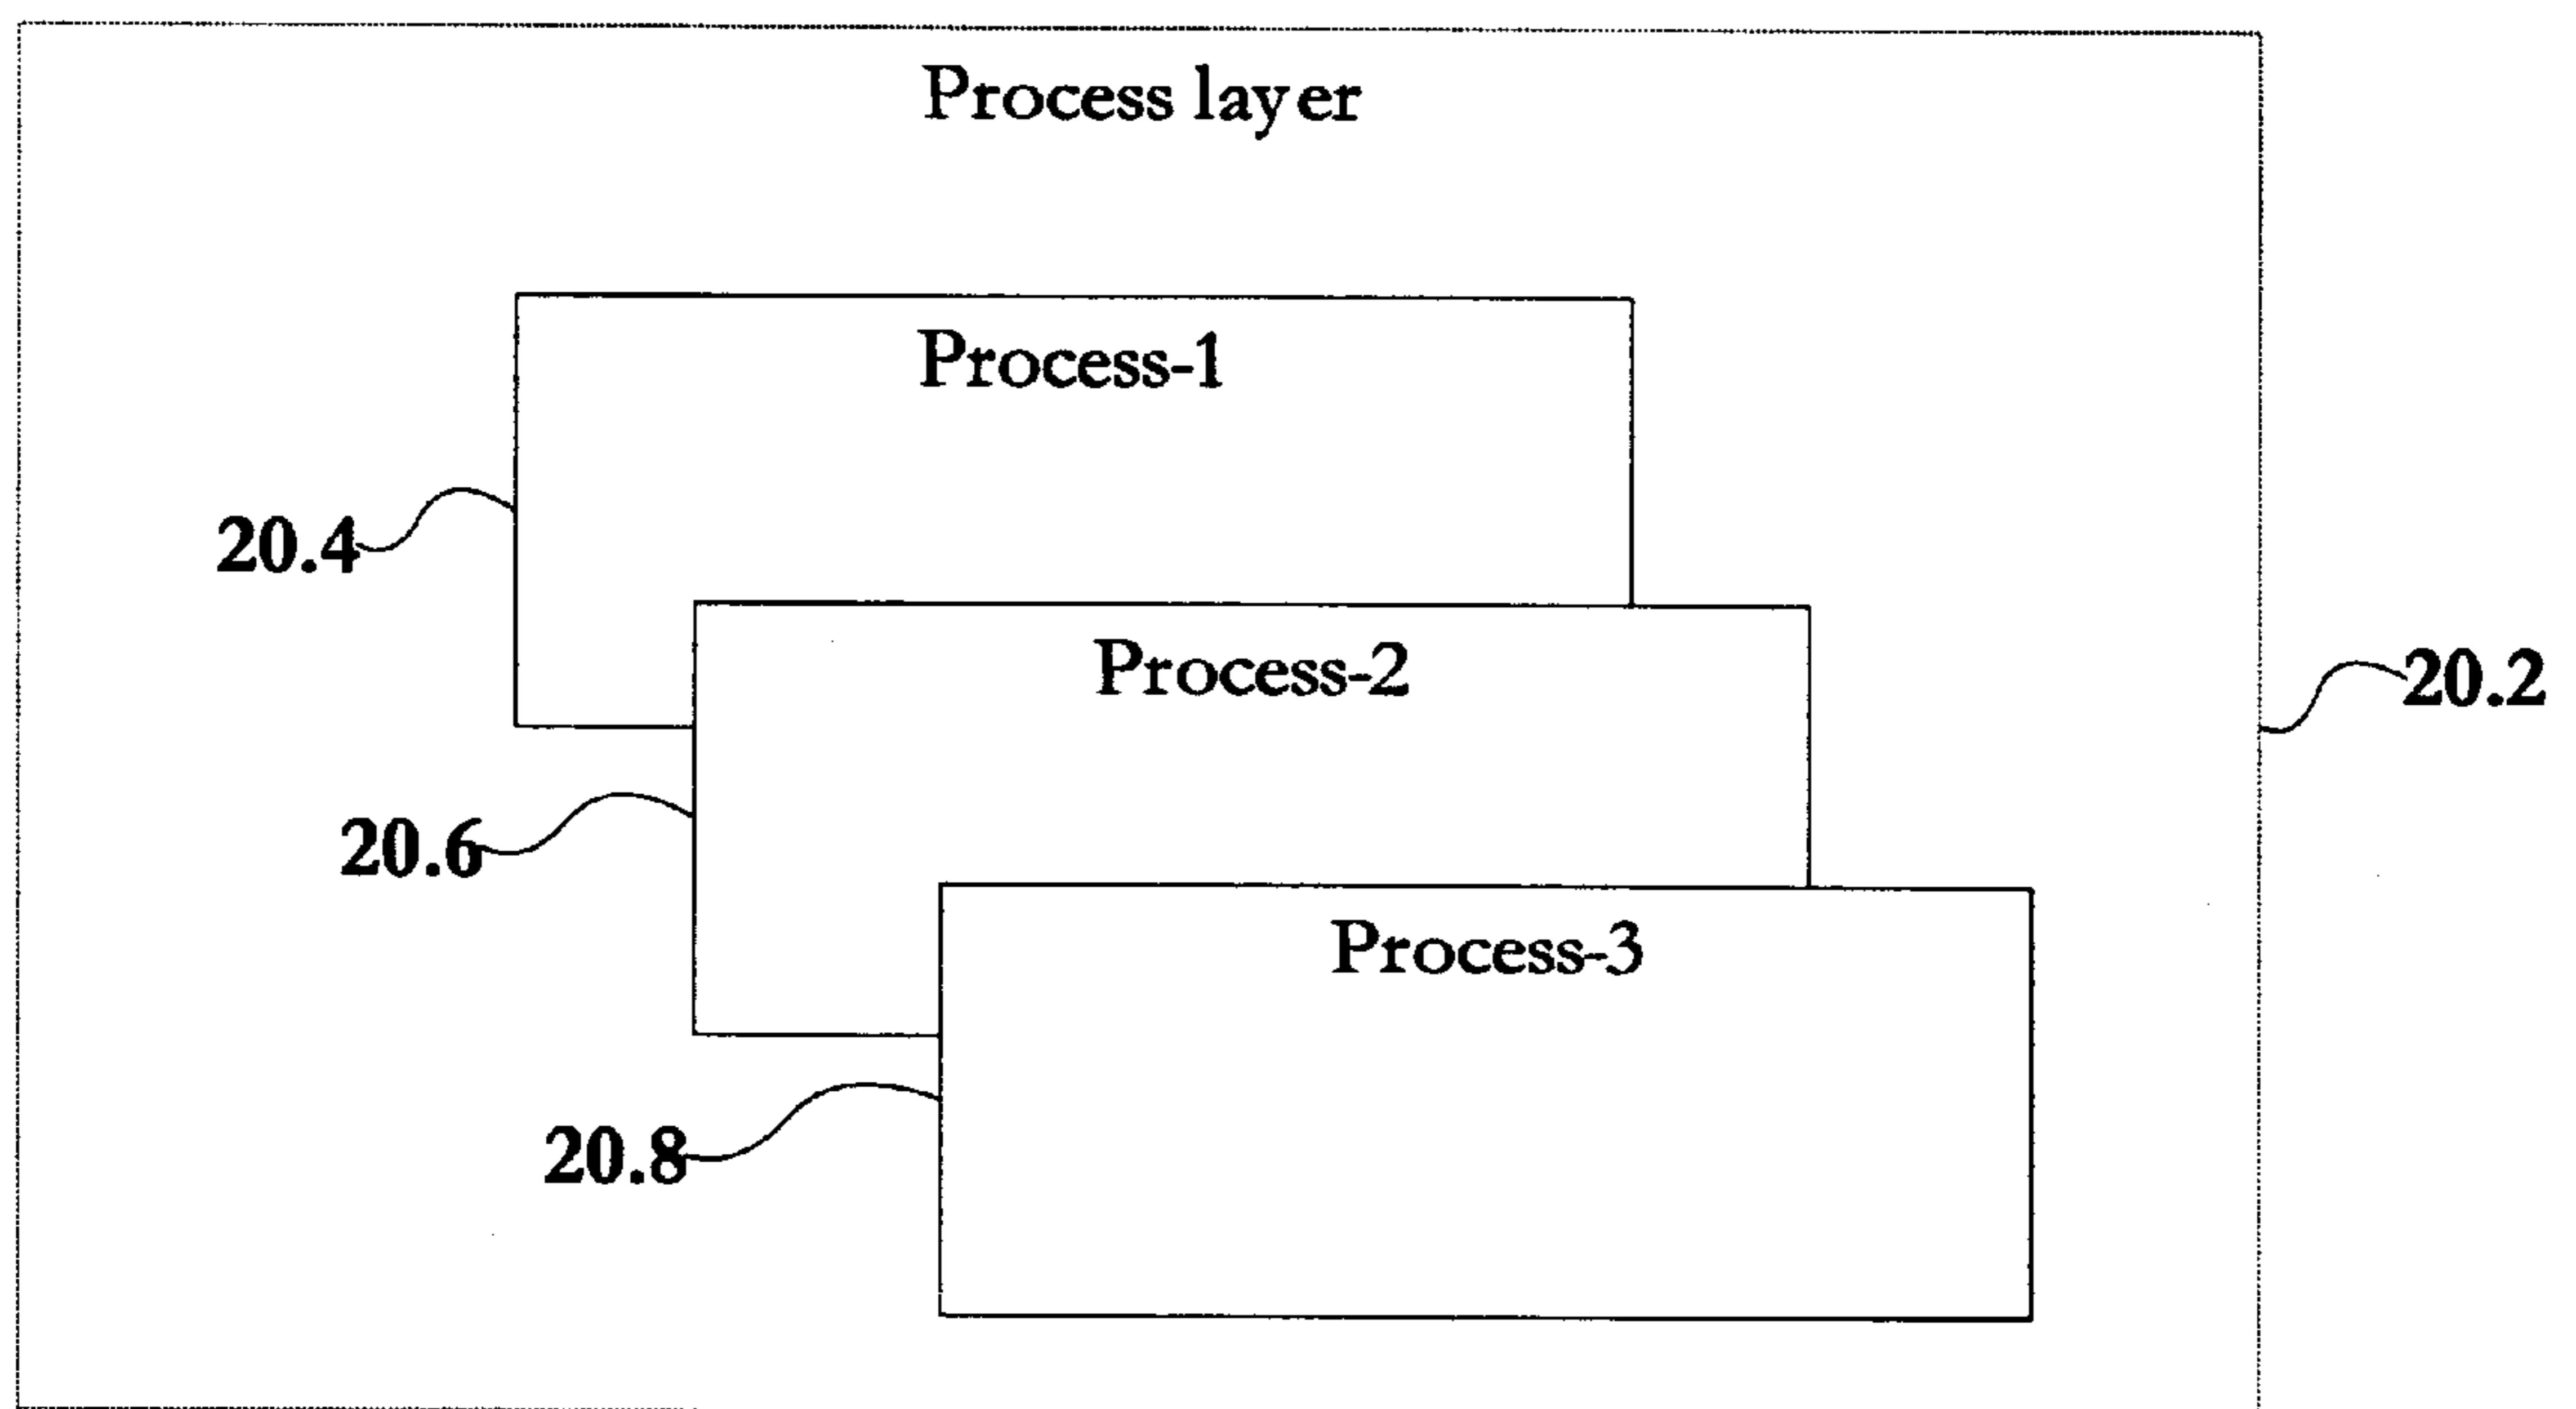 Process layer
Process-1
20.4
Process-2
20.2
20.6
Process-3
20.8